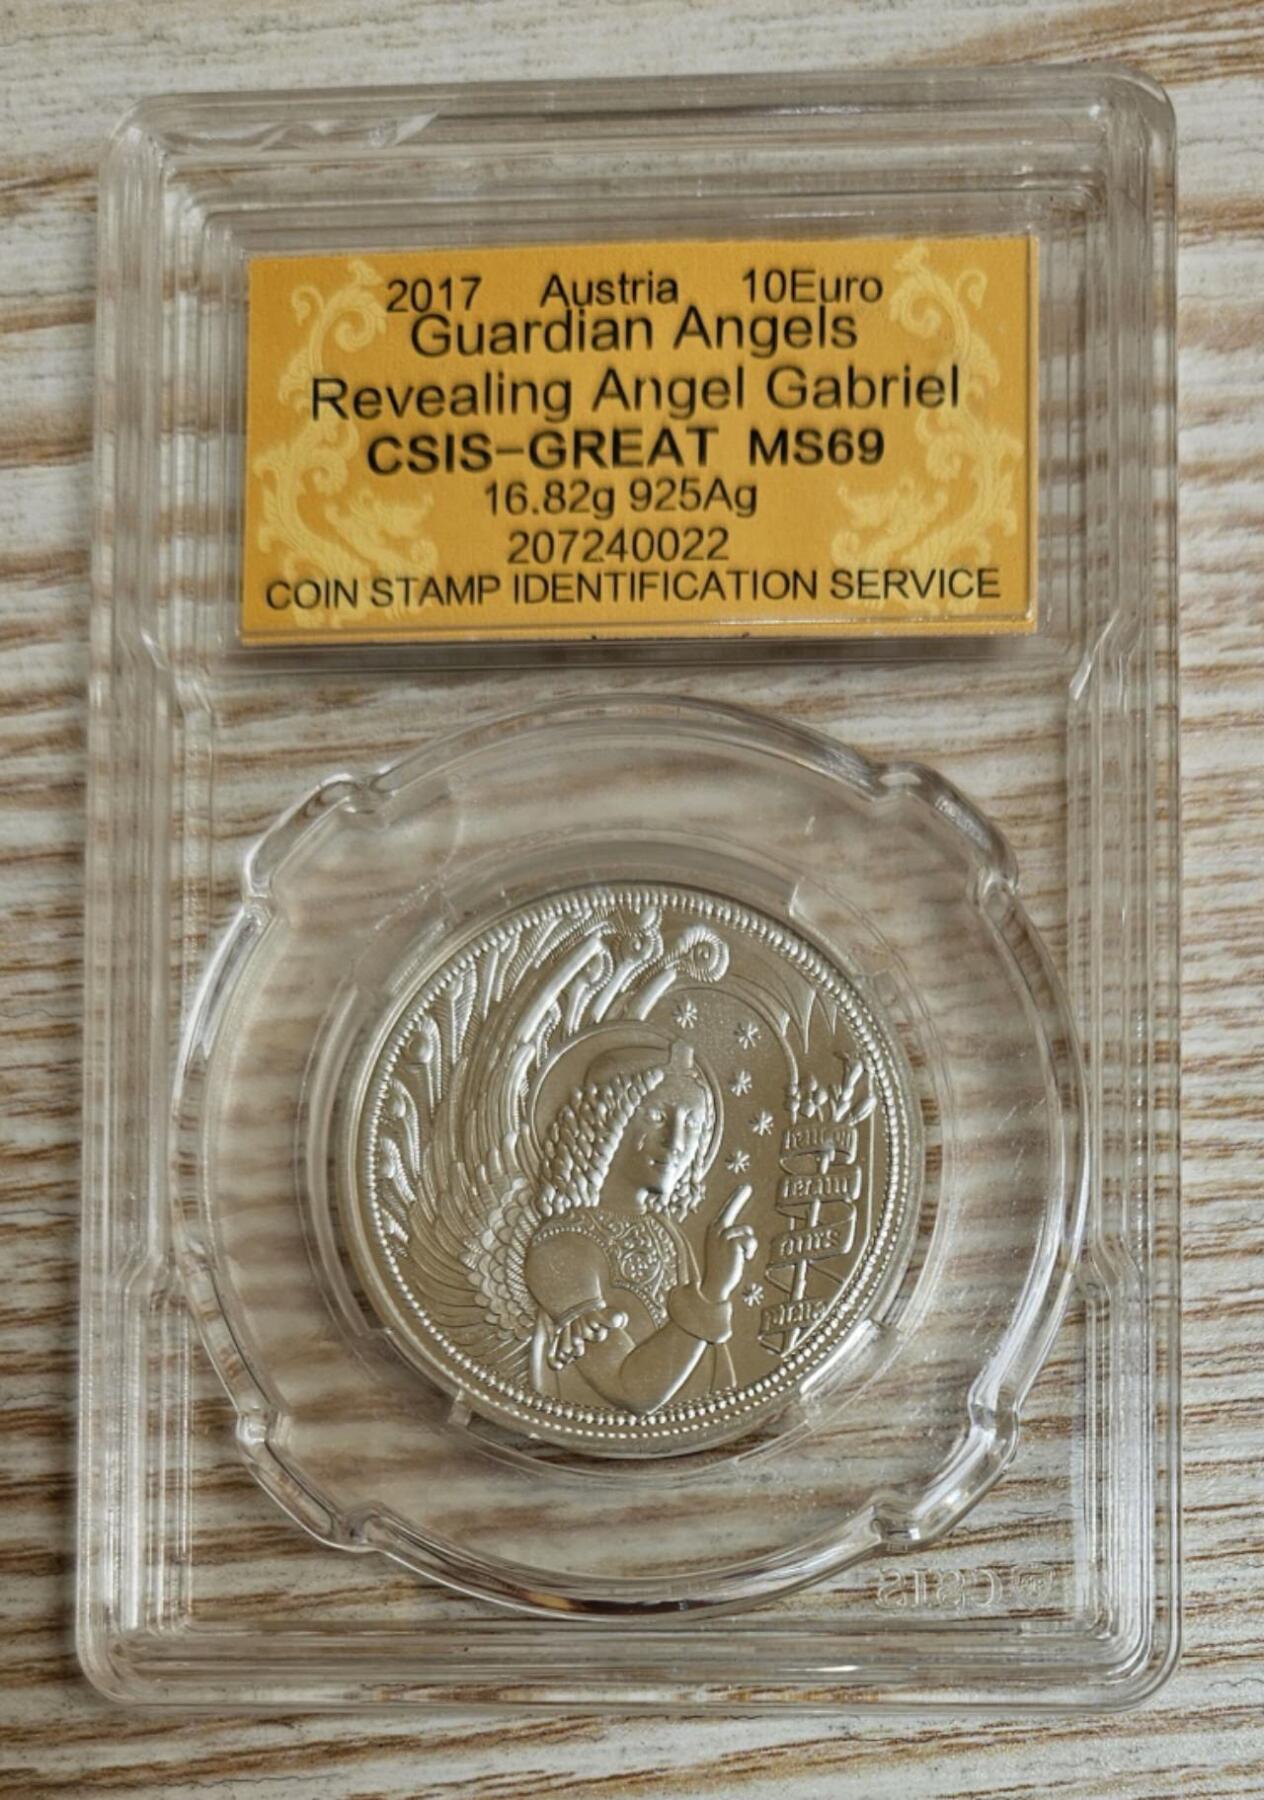 2017 Austria 10Euro
Guardian Angels
Revealing Angel Gabriel
CSIS-GREAT MS69
16.82g 925Ag
207240022
COIN STAMP IDENTIFICATION SERVICE
CSIS